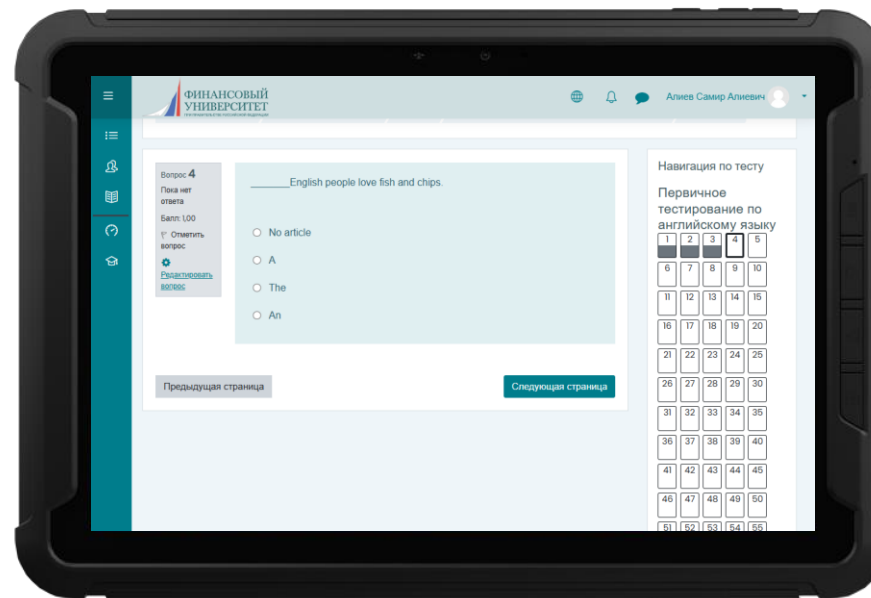 ФИНАНСОВЫЙ
УНИВЕРСИТЕТ
Алиев Самир Алиевич
Вопрос 4
Пока нет
ответа
Балл: 1,00
Отметить
вопрос
Редактировать
вопрос
_______English people love fish and chips.
No article
A
The
An
Предыдущая страница
Следующая страница
Навигация по тесту
Первичное
тестирование по
английскому языку
1 2 3 4 5
6 7 8 9 10
11 12 13 14 15
16 17 18 19 20
21 22 23 24 25
26 27 28 29 30
31 32 33 34 35
36 37 38 39 40
41 42 43 44 45
46 47 48 49 50
51 52 53 54 55